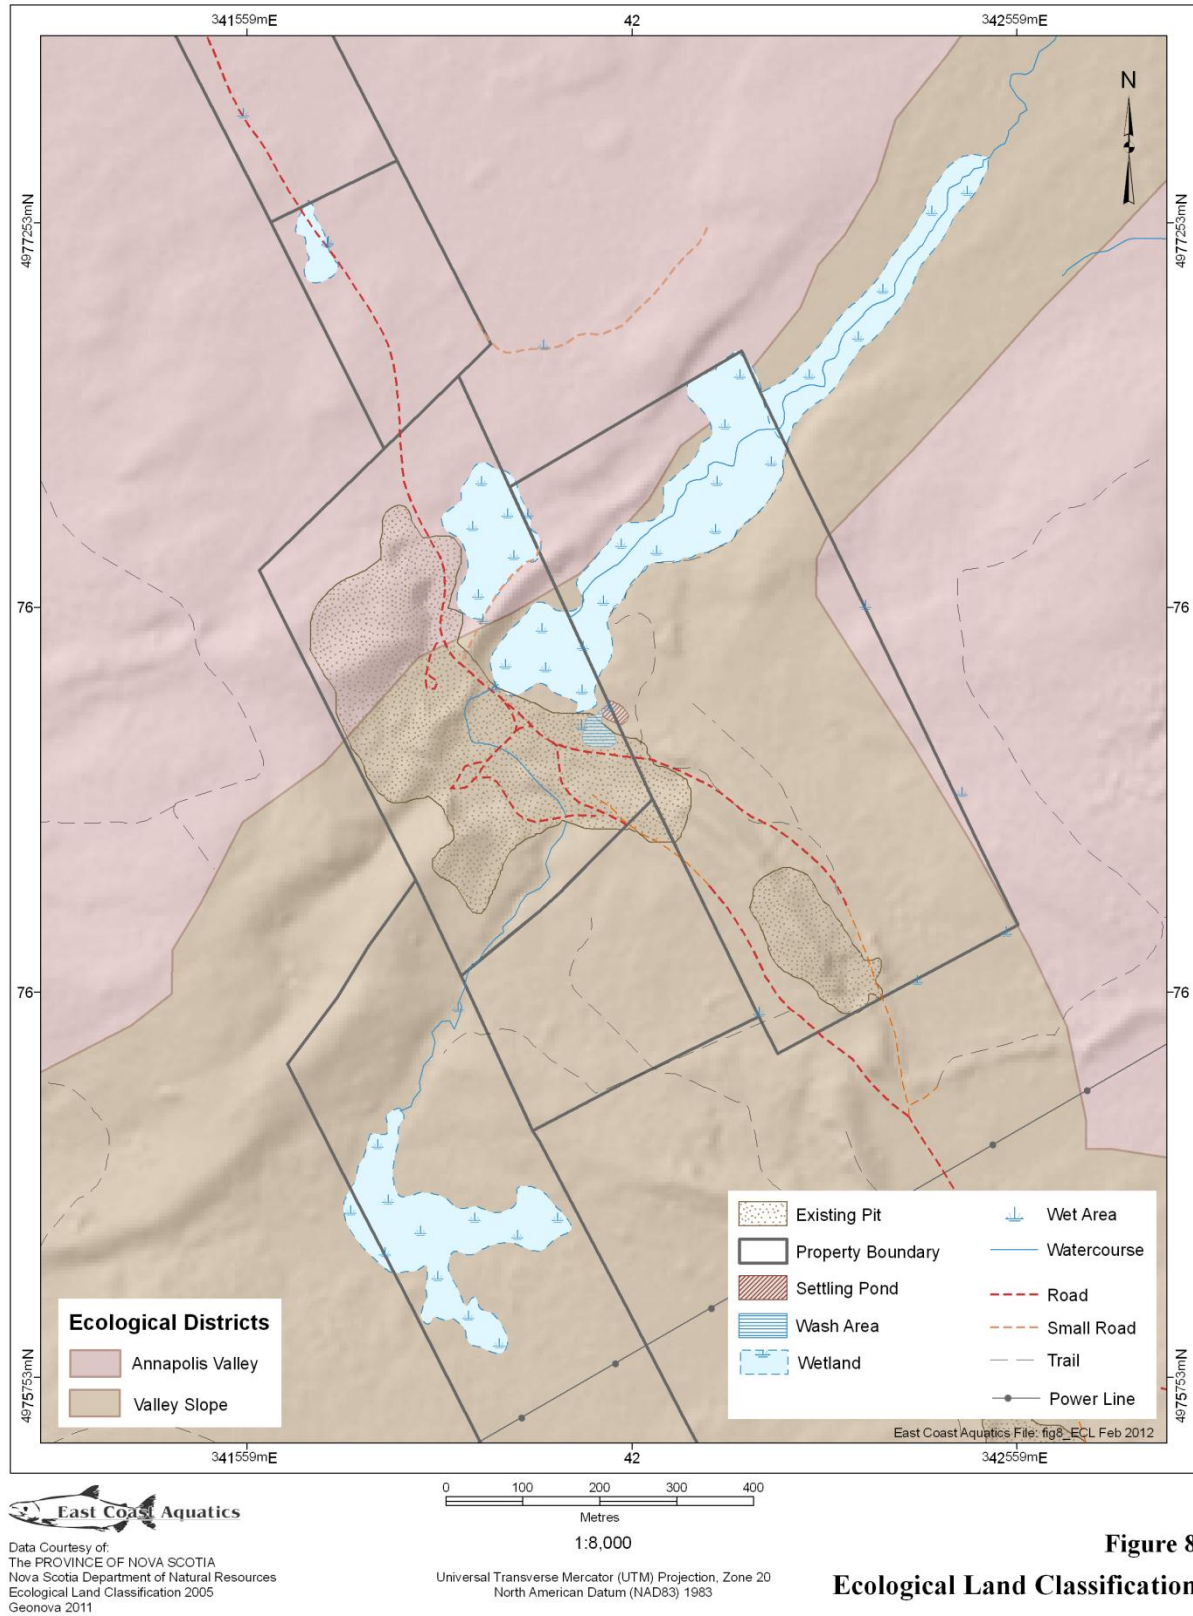 341559mE
42
342559mE
N
4977253mN
4977253mN
76
76
76
76
4975753mN
4975753mN
Ecological Districts
Annapolis Valley
Valley Slope
Existing Pit
Property Boundary
Settling Pond
Wash Area
Wetland
Wet Area
Watercourse
Road
Small Road
Trail
Power Line
East Coast Aquatics File: fig8_ECL Feb 2012
341559mE
42
342559mE
East Coast Aquatics
Data Courtesy of:
The PROVINCE OF NOVA SCOTIA
Nova Scotia Department of Natural Resources
Ecological Land Classification 2005
Geonova 2011
0 100 200 300 400
Metres
1:8,000
Universal Transverse Mercator (UTM) Projection, Zone 20
North American Datum (NAD83) 1983
Figure 8
Ecological Land Classification